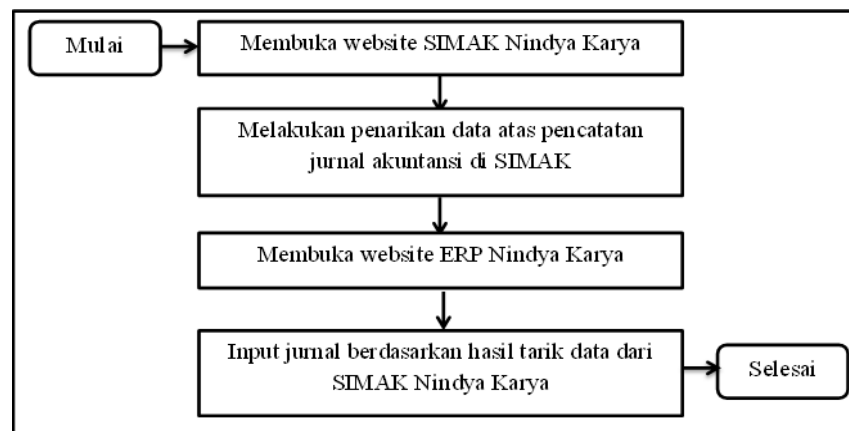 Mulai
Membuka website SIMAK Nindya Karya
Melakukan penarikan data atas pencatatan
jurnal akuntansi di SIMAK
Membuka website ERP Nindya Karya
Input jurnal berdasarkan hasil tarik data dari
SIMAK Nindya Karya
Selesai